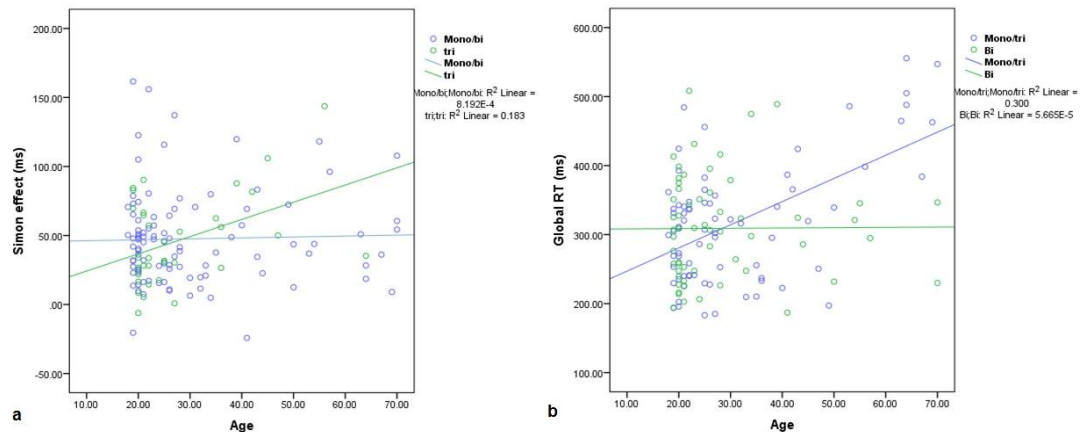 200.00
150.00
100.00
50.00
.00
-50.00
Simon effect (ms)
10.00 20.00 30.00 40.00 50.00 60.00 70.00
Age
a
Mono/bi
tri
Mono/bi
tri
Mono/bi;Mono/bi: R² Linear =
8.192E-4
tri;tri: R² Linear = 0.183
600.00
500.00
400.00
300.00
200.00
100.00
Global RT (ms)
10.00 20.00 30.00 40.00 50.00 60.00 70.00
Age
b
Mono/tri
Bi
Mono/tri
Bi
Mono/tri;Mono/tri: R² Linear =
0.300
Bi;Bi: R² Linear = 5.665E-5